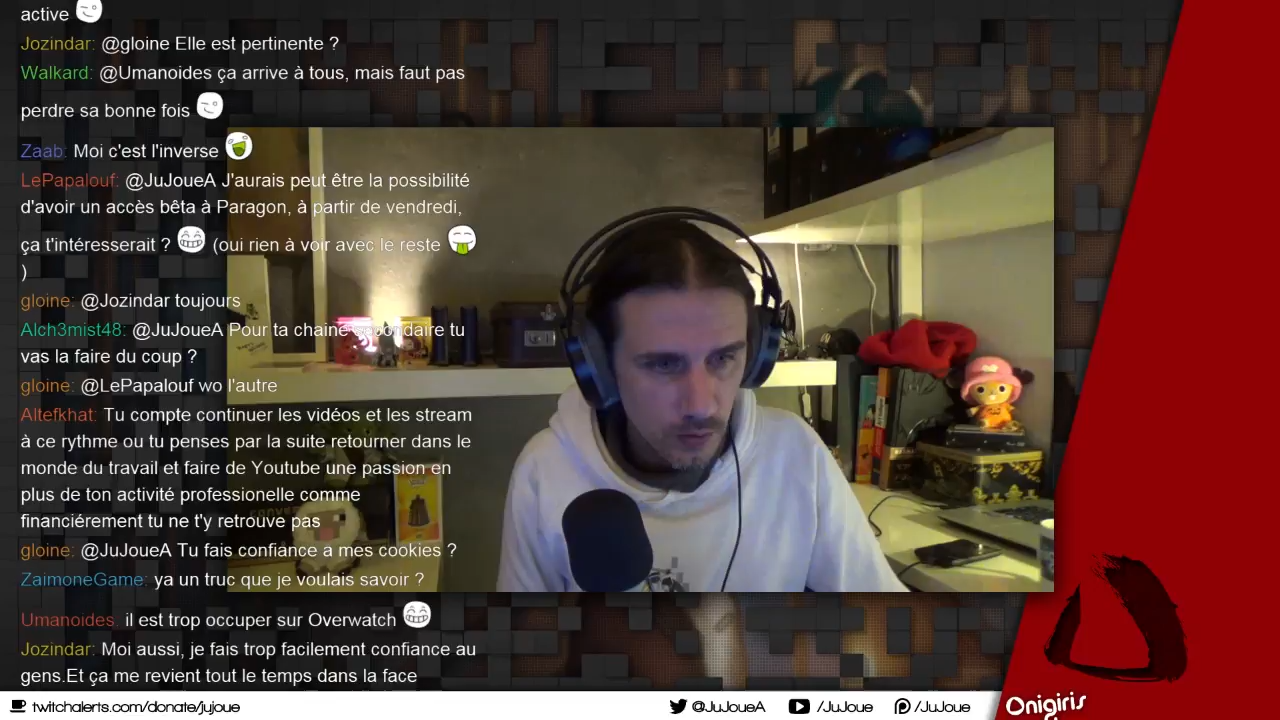 active
Jozindar: @gloine Elle est pertinente ?
Walkard: @Umanoides ça arrive à tous, mais faut pas
perdre sa bonne fois
Zaab: Moi c'est l'inverse
LePapalouf: @JuJoueA J'aurais peut être la possibilité
d'avoir un accès bêta à Paragon, à partir de vendredi,
ça t'intéresserait ? (oui rien à voir avec le reste
)
gloine: @Jozindar toujours
Alch3mist48: @JuJoueA Pour ta chaine secondaire tu
vas la faire du coup ?
gloine: @LePapalouf wo l'autre
Altefkhat: Tu compte continuer les vidéos et les stream
à ce rythme ou tu penses par la suite retourner dans le
monde du travail et faire de Youtube une passion en
plus de ton activité professionelle comme
financiérement tu ne t'y retrouve pas
gloine: @JuJoueA Tu fais confiance a mes cookies ?
ZaimoneGame: ya un truc que je voulais savoir ?
Umanoides: il est trop occuper sur Overwatch
Jozindar: Moi aussi, je fais trop facilement confiance au
gens.Et ça me revient tout le temps dans la face
twitchalerts.com/donate/jujoue
@JuJoueA
/JuJoue
/JuJoue
Onigiris